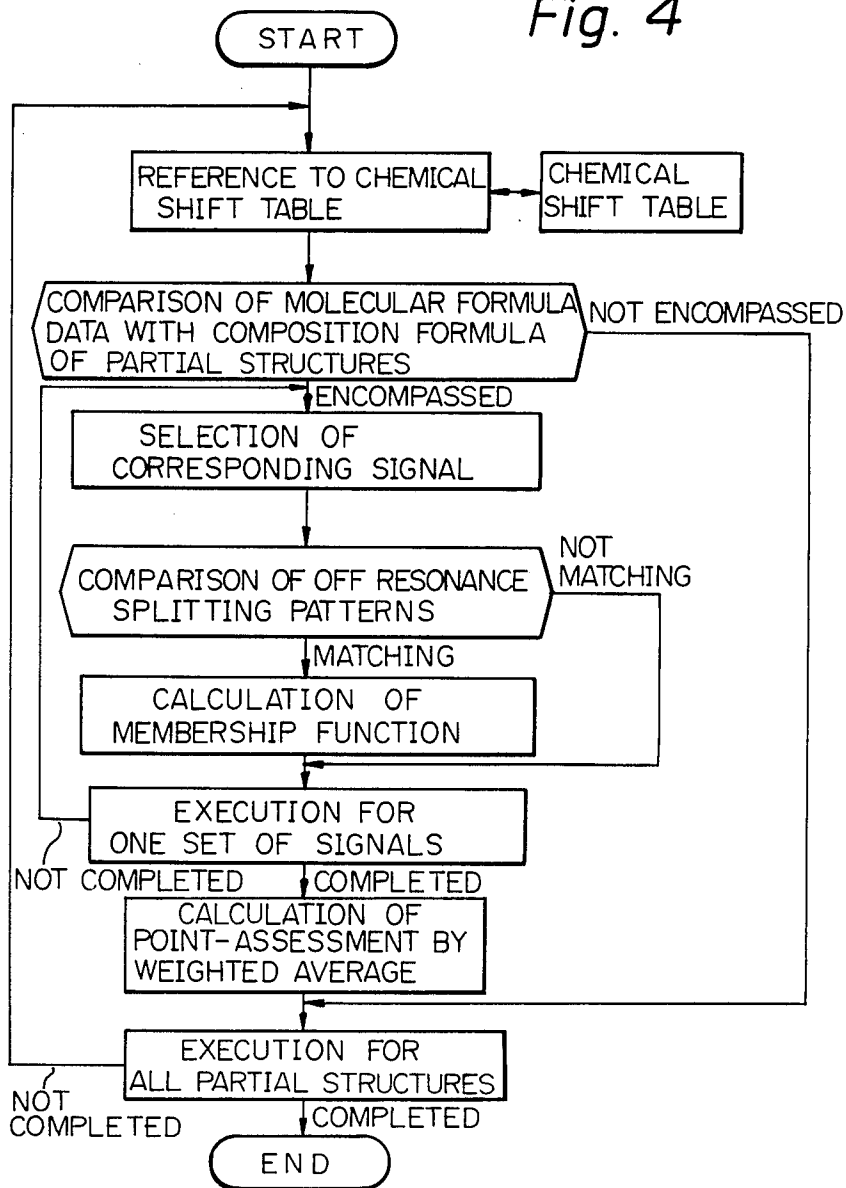 Fig. 4
START
REFERENCE TO CHEMICAL
SHIFT TABLE
CHEMICAL
SHIFT TABLE
COMPARISON OF MOLECULAR FORMULA
DATA WITH COMPOSITION FORMULA
OF PARTIAL STRUCTURES
NOT ENCOMPASSED
ENCOMPASSED
SELECTION OF
CORRESPONDING SIGNAL
COMPARISON OF OFF RESONANCE
SPLITTING PATTERNS
NOT
MATCHING
MATCHING
CALCULATION OF
MEMBERSHIP FUNCTION
EXECUTION FOR
ONE SET OF SIGNALS
NOT COMPLETED
COMPLETED
CALCULATION OF
POINT-ASSESSMENT BY
WEIGHTED AVERAGE
EXECUTION FOR
ALL PARTIAL STRUCTURES
NOT
COMPLETED
COMPLETED
END